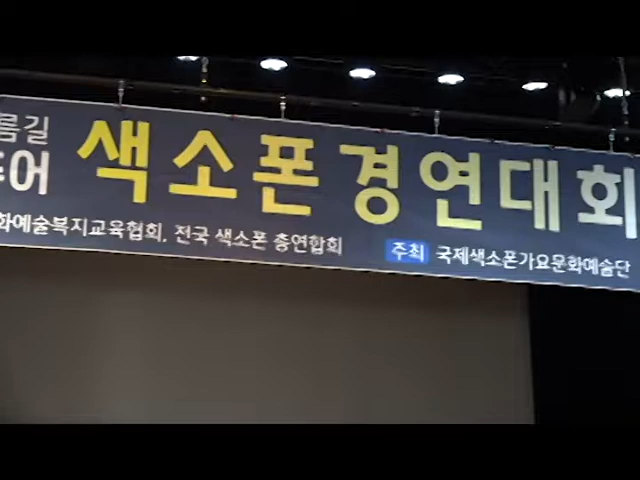 름길
색소폰경연대회
화예술복지교육협회, 전국 색소폰 총연합회
주최 국제색소폰가요문화예술단